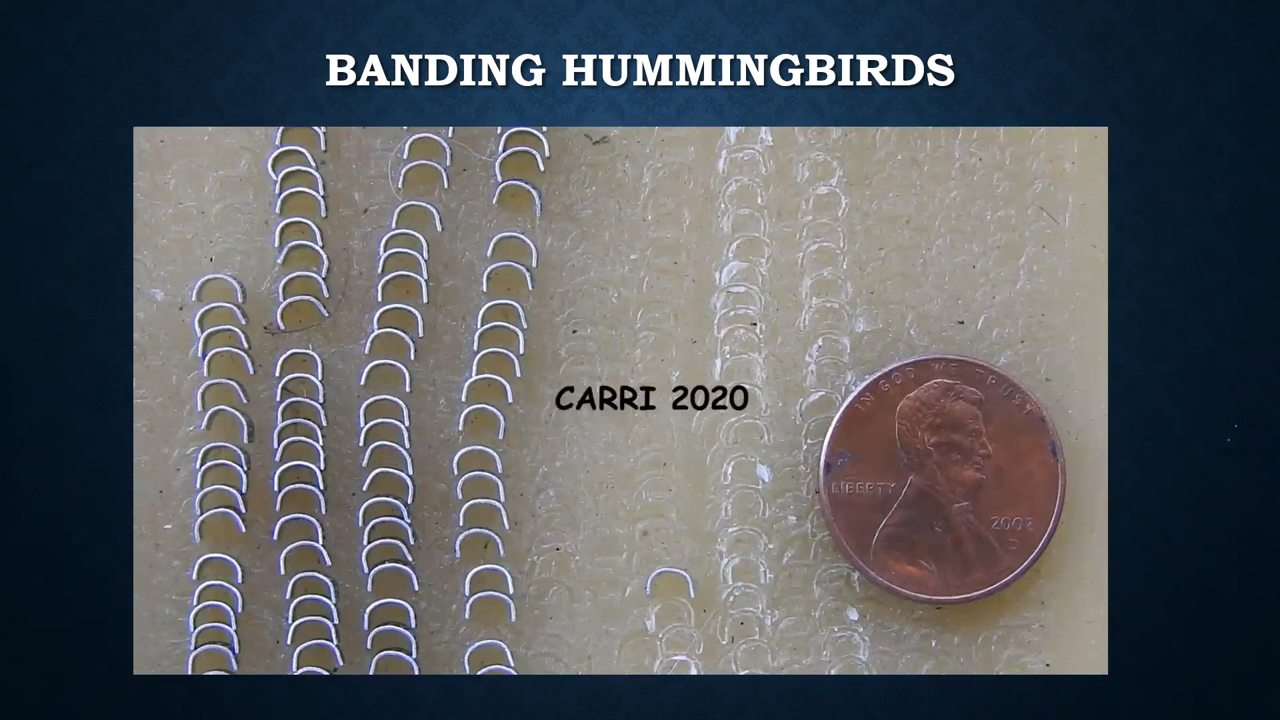 BANDING HUMMINGBIRDS
CARRI 2020
IN GOD WE TRUST
LIBERTY
D